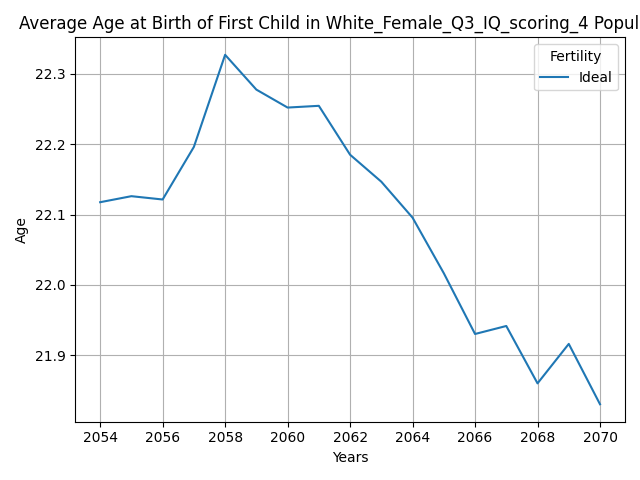 Average Age at Birth of First Child in White_Female_Q3_IQ_scoring_4 Popul
Fertility
Ideal
22.3
22.2
22.1
22.0
21.9
Age
2054 2056 2058 2060 2062 2064 2066 2068 2070
Years